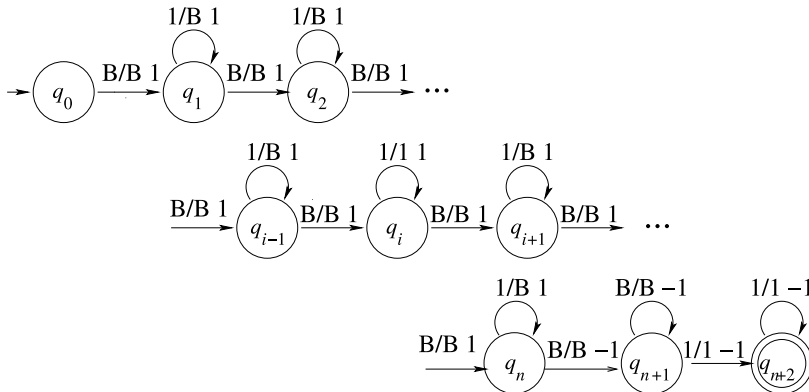 1/B 1 1/B 1
B/B 1 B/B 1 B/B 1 ...
q0 q1 q2
1/B 1 1/1 1 1/B 1
B/B 1 B/B 1 B/B 1 B/B 1 ...
qi−1 qi qi+1
1/B 1 B/B −1 1/1 −1
B/B 1 B/B −1 1/1 −1
qn qn+1 qn+2